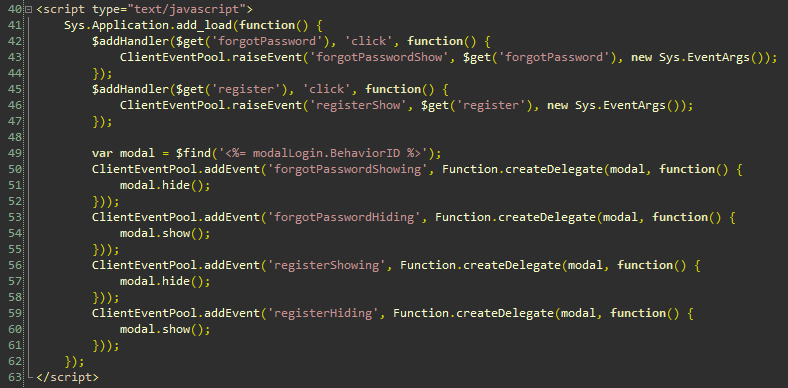 40 <script type="text/javascript">
41     Sys.Application.add_load(function() {
42         $addHandler($get('forgotPassword'), 'click', function() {
43             ClientEventPool.raiseEvent('forgotPasswordShow', $get('forgotPassword'), new Sys.EventArgs());
44         });
45         $addHandler($get('register'), 'click', function() {
46             ClientEventPool.raiseEvent('registerShow', $get('register'), new Sys.EventArgs());
47         });
48
49         var modal = $find('<%= modalLogin.BehaviorID %>');
50         ClientEventPool.addEvent('forgotPasswordShowing', Function.createDelegate(modal, function() {
51             modal.hide();
52         }));
53         ClientEventPool.addEvent('forgotPasswordHiding', Function.createDelegate(modal, function() {
54             modal.show();
55         }));
56         ClientEventPool.addEvent('registerShowing', Function.createDelegate(modal, function() {
57             modal.hide();
58         }));
59         ClientEventPool.addEvent('registerHiding', Function.createDelegate(modal, function() {
60             modal.show();
61         }));
62     });
63 </script>